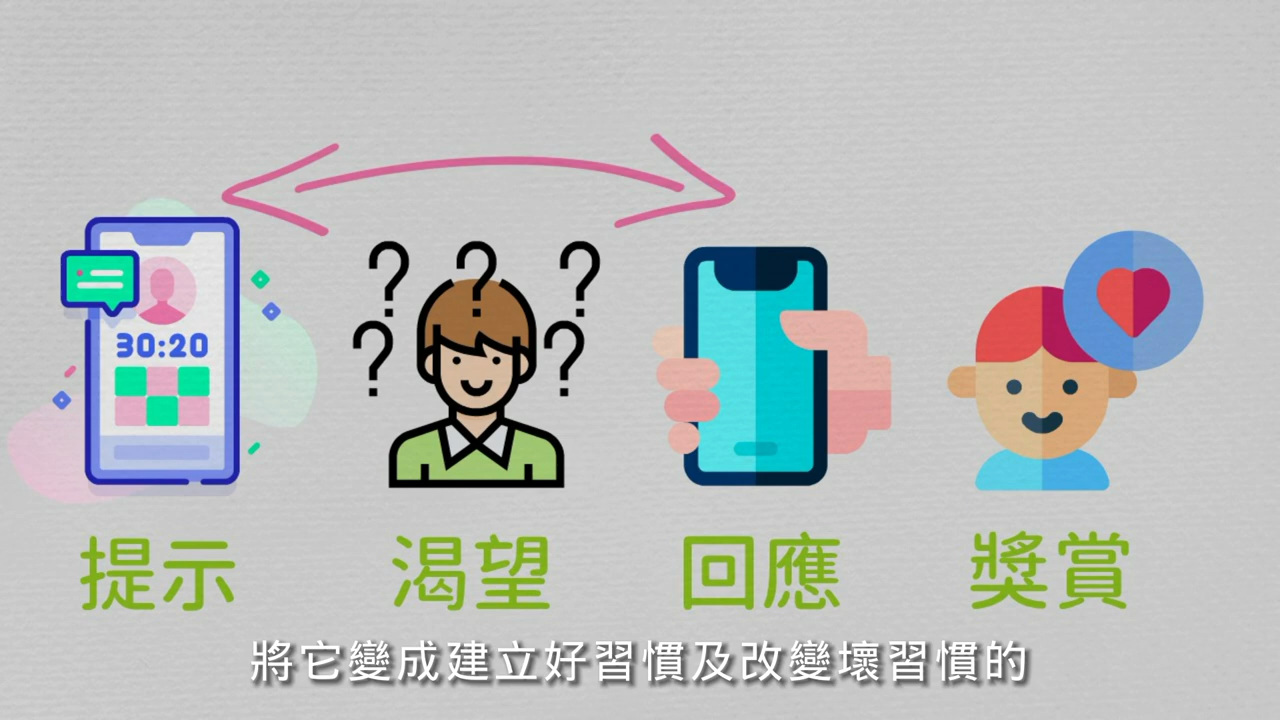 30:20
? ? ? ? ?
提示 渴望 回應 獎賞
將它變成建立好習慣及改變壞習慣的